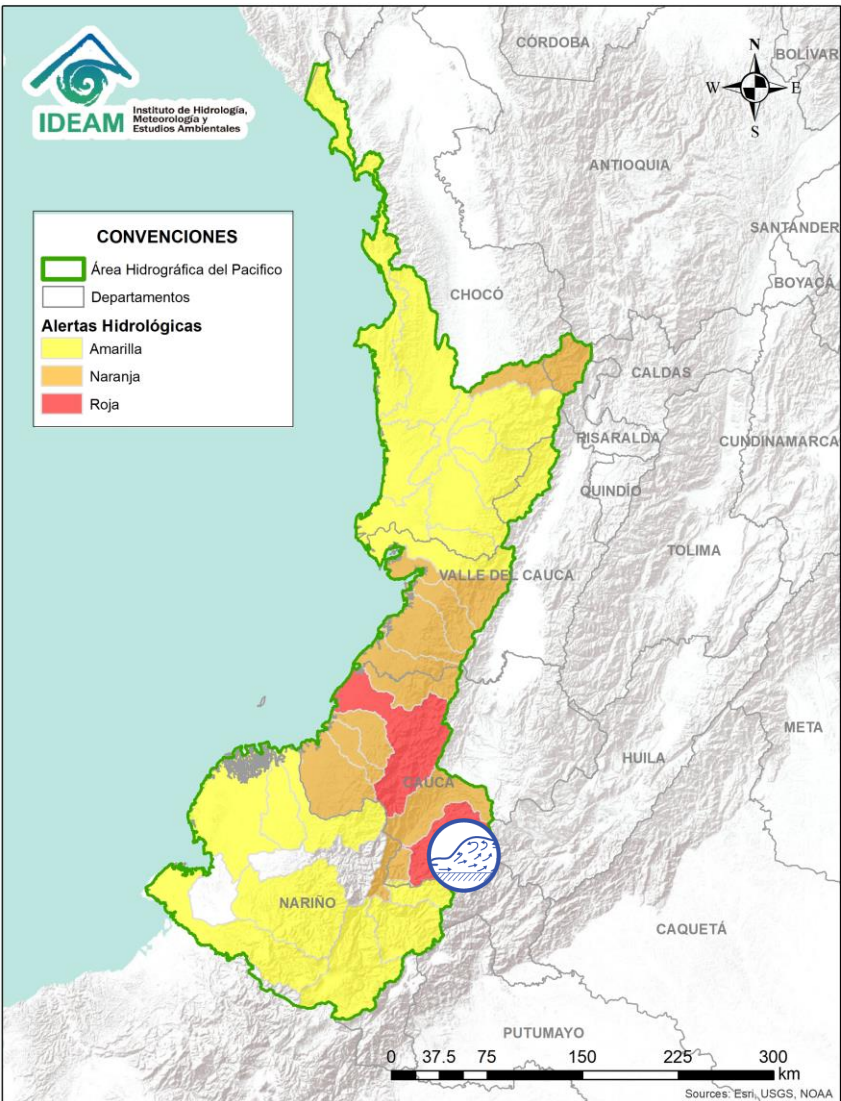 IDEAM
Instituto de Hidrología,
Meteorología y
Estudios Ambientales
N
W
E
S
CÓRDOBA
BOLÍVAR
ANTIOQUIA
SANTANDER
BOYACÁ
CONVENCIONES
Área Hidrográfica del Pacifico
Departamentos
Alertas Hidrológicas
Amarilla
Naranja
Roja
CHOCÓ
CALDAS
RISARALDA
CUNDINAMARCA
QUINDÍO
TOLIMA
VALLE DEL CAUCA
META
HUILA
CAUCA
NARIÑO
CAQUETÁ
PUTUMAYO
0 37.5 75 150 225 300
km
Sources: Esri, USGS, NOAA